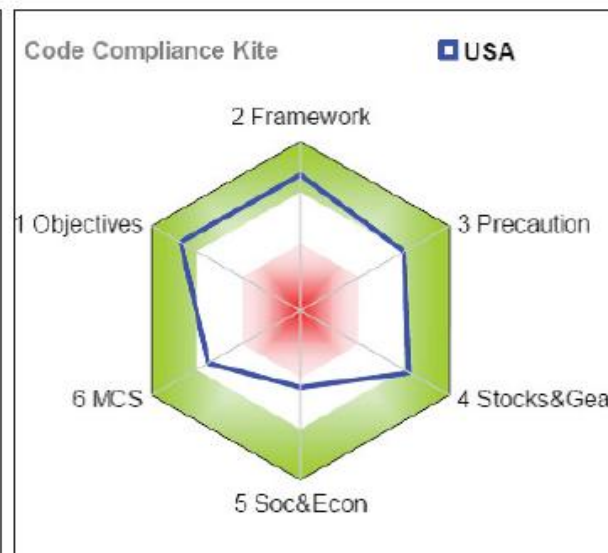 Code Compliance Kite
USA
2 Framework
1 Objectives
3 Precaution
6 MCS
4 Stocks&Gea
5 Soc&Econ